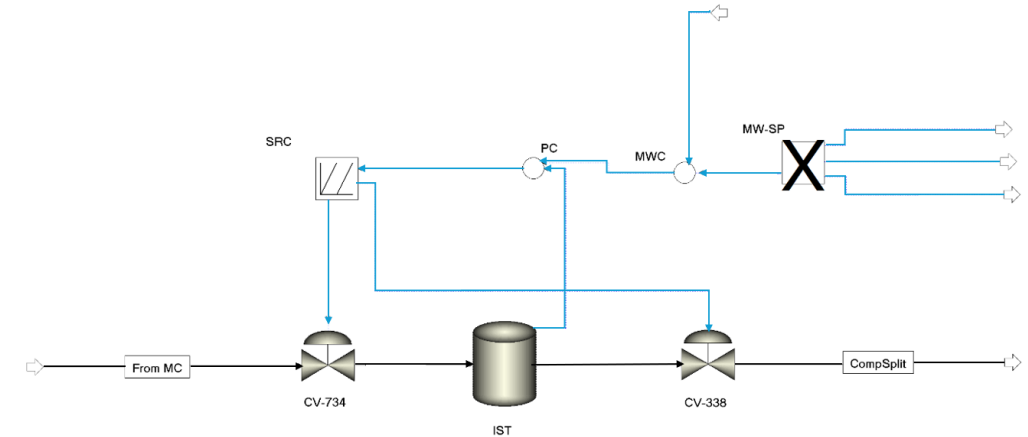 MW-SP
SRC
PC
MWC
From MC
CompSplit
CV-734
CV-338
IST